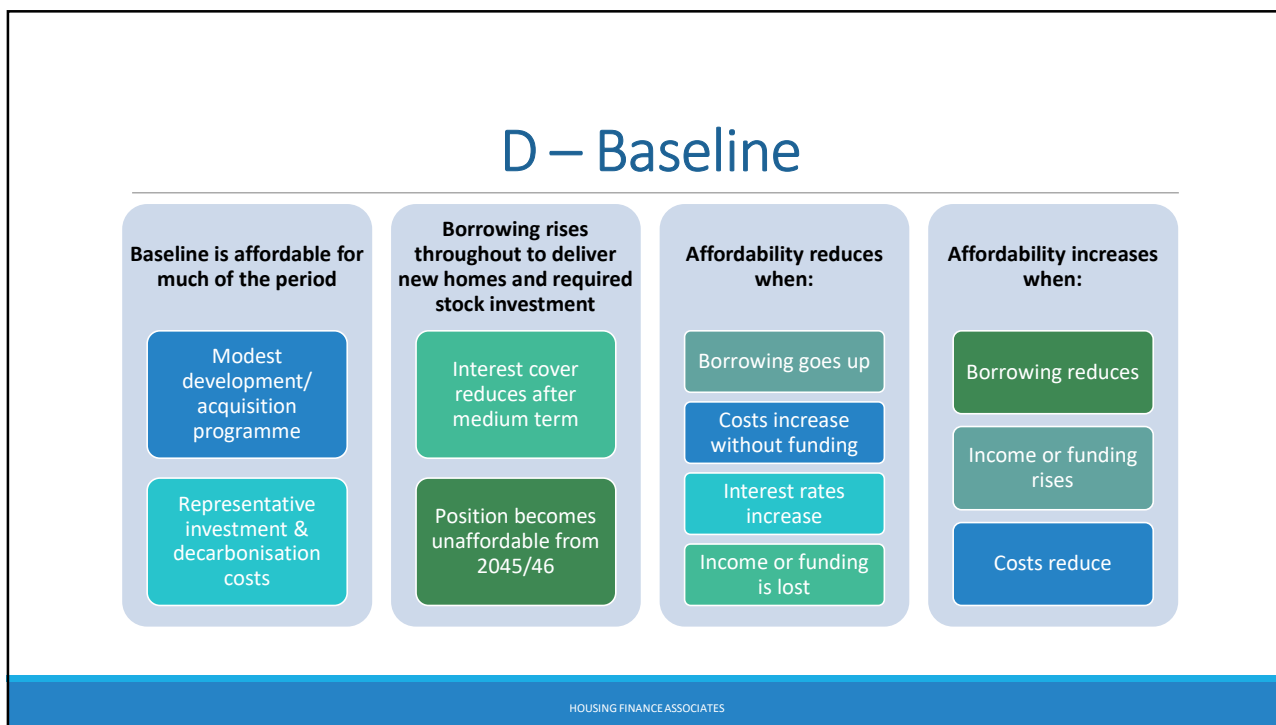 D – Baseline
Baseline is affordable for
much of the period
Modest
development/
acquisition
programme
Representative
investment &
decarbonisation
costs
Borrowing rises
throughout to deliver
new homes and required
stock investment
Interest cover
reduces after
medium term
Position becomes
unaffordable from
2045/46
Affordability reduces
when:
Borrowing goes up
Costs increase
without funding
Interest rates
increase
Income or funding
is lost
Affordability increases
when:
Borrowing reduces
Income or funding
rises
Costs reduce
HOUSING FINANCE ASSOCIATES